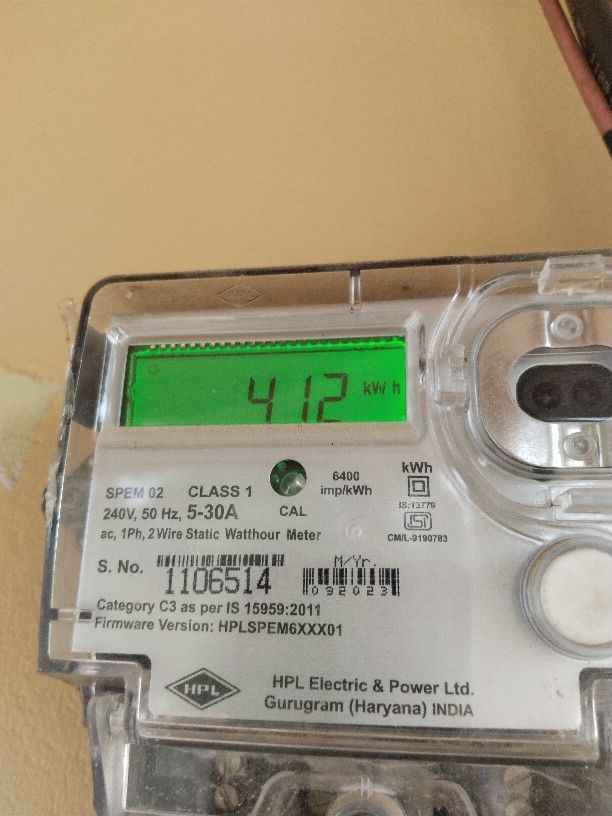 412 kWh
SPEM 02 CLASS 1
240V, 50 Hz, 5-30A
ac, 1Ph, 2 Wire Static Watthour Meter
CAL
6400
imp/kWh
kWh
IS:13779
ISI
CM/L-9190783
S. No. 1106514
M/Yr.
092023
Category C3 as per IS 15959:2011
Firmware Version: HPLSPEM6XXX01
HPL
HPL Electric & Power Ltd.
Gurugram (Haryana) INDIA